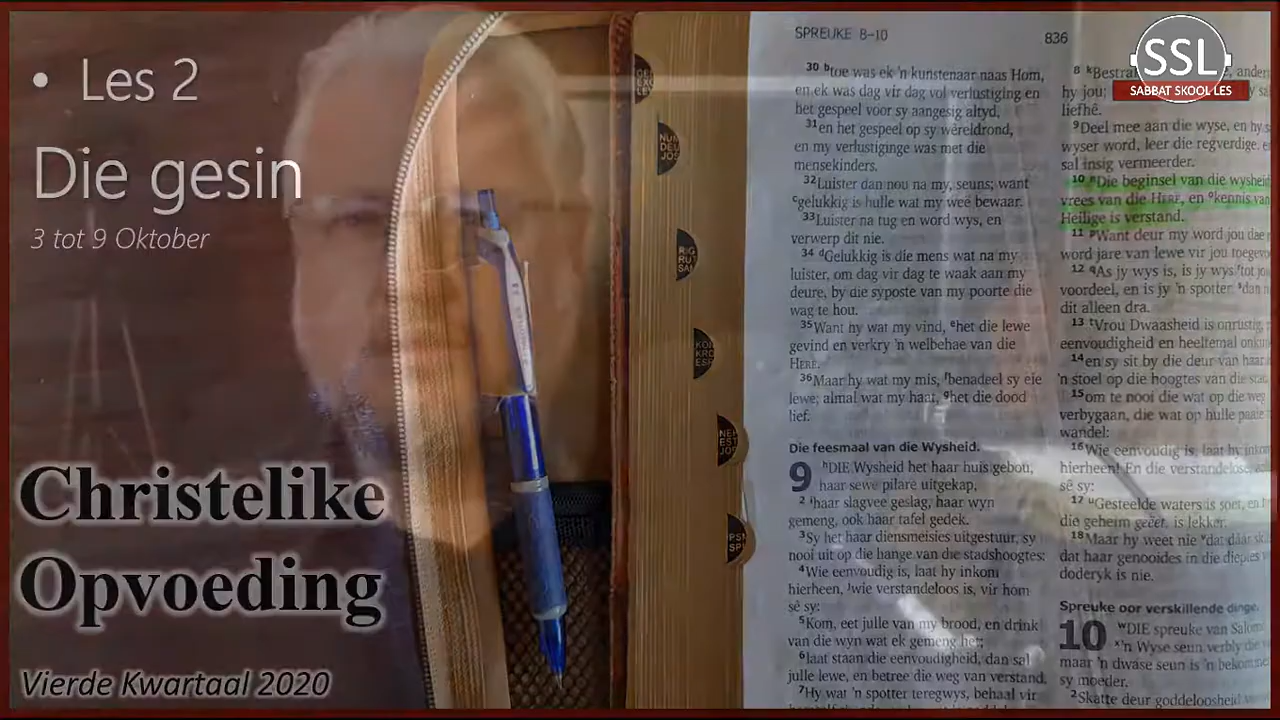 • Les 2
Die gesin
3 tot 9 Oktober
Christelike
Opvoeding
Vierde Kwartaal 2020
SPREUKE 8–10
836
30 b toe was ek 'n kunstenaar naas Hom,
en ek was dag vir dag vol verlustiging en
het gespeel voor sy aangesig altyd,
31 en het gespeel op sy wêreldrond,
en my verlustiginge was met die
mensekinders.
32 Luister dan nou na my, seuns; want
c gelukkig is hulle wat my weë bewaar.
33 Luister na tug en word wys, en
verwerp dit nie.
34 d Gelukkig is die mens wat na my
luister, om dag vir dag te waak aan my
deure, by die syposte van my poorte die
wag te hou.
35 Want hy wat my vind, e het die lewe
gevind en verkry 'n welbehae van die
HERE.
36 Maar hy wat my mis, f benadeel sy eie
lewe; almal wat my haat, g het die dood
lief.
Die feesmaal van die Wysheid.
9 h DIE Wysheid het haar huis gebou,
haar sewe pilare uitgekap,
2 i haar slagvee geslag, haar wyn
gemeng, ook haar tafel gedek.
3 Sy het haar diensmeisies uitgestuur, sy
nooi uit op die hange van die stadshoogtes:
4 Wie eenvoudig is, laat hy inkom
hierheen, j wie verstandeloos is, vir hom
sê sy:
5 Kom, eet julle van my brood, en drink
van die wyn wat ek gemeng het;
6 laat staan die eenvoudigheid, dan sal
julle lewe, en betree die weg van verstand.
7 Hy wat 'n spotter teregwys, behaal vir
8 k
hy jou;
liefhê.
9 Deel mee aan die wyse, en hy
wyser word, leer die regverdige,
sal insig vermeerder.
10 n Die beginsel van die wysheid
vrees van die HERE, en o kennis van
Heilige is verstand.
11 p Want deur my word jou dae
word jare van lewe vir jou
12 q As jy wys is, is jy wys r tot jou
voordeel, en is jy 'n spotter, s dan
dit alleen dra.
13 t Vrou Dwaasheid is onrustig,
eenvoudigheid en heeltemal
14 en sy sit by die deur van haar
'n stoel op die hoogtes van die
15 om te nooi die wat op die weg
verbygaan, die wat op hulle paaie
wandel:
16 Wie eenvoudig is, laat hy
hierheen! En die verstandelose,
sê sy:
17 u Gesteelde waters is soet, en
die geheim geëet, is lekker.
18 Maar hy weet nie v dat daar
dat haar genooides in die dieptes
doderyk is nie.
Spreuke oor verskillende dinge.
10 w DIE spreuke van
x 'n Wyse seun verbly
maar 'n dwase seun is 'n
sy moeder.
2 Skatte deur goddeloosheid
SSL
SABBAT SKOOL LES